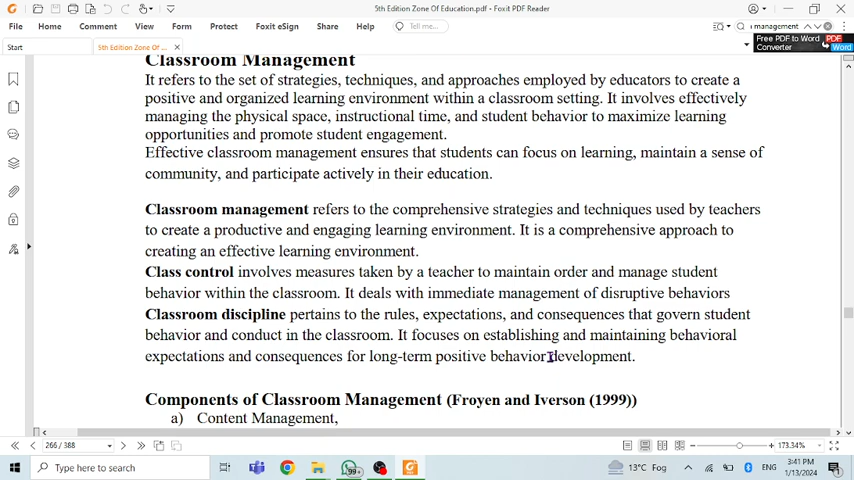 5th Edition Zone Of Education.pdf - Foxit PDF Reader
File Home Comment View Form Protect Foxit eSign Share Help Tell me...
management
Start 5th Edition Zone Of ...
Free PDF to Word PDF
Converter Word
Classroom Management
It refers to the set of strategies, techniques, and approaches employed by educators to create a
positive and organized learning environment within a classroom setting. It involves effectively
managing the physical space, instructional time, and student behavior to maximize learning
opportunities and promote student engagement.
Effective classroom management ensures that students can focus on learning, maintain a sense of
community, and participate actively in their education.
Classroom management refers to the comprehensive strategies and techniques used by teachers
to create a productive and engaging learning environment. It is a comprehensive approach to
creating an effective learning environment.
Class control involves measures taken by a teacher to maintain order and manage student
behavior within the classroom. It deals with immediate management of disruptive behaviors
Classroom discipline pertains to the rules, expectations, and consequences that govern student
behavior and conduct in the classroom. It focuses on establishing and maintaining behavioral
expectations and consequences for long-term positive behavior development.
Components of Classroom Management (Froyen and Iverson (1999))
a) Content Management,
266 / 388 173.34%
Type here to search 99+ 13°C Fog ENG 3:41 PM
1/13/2024